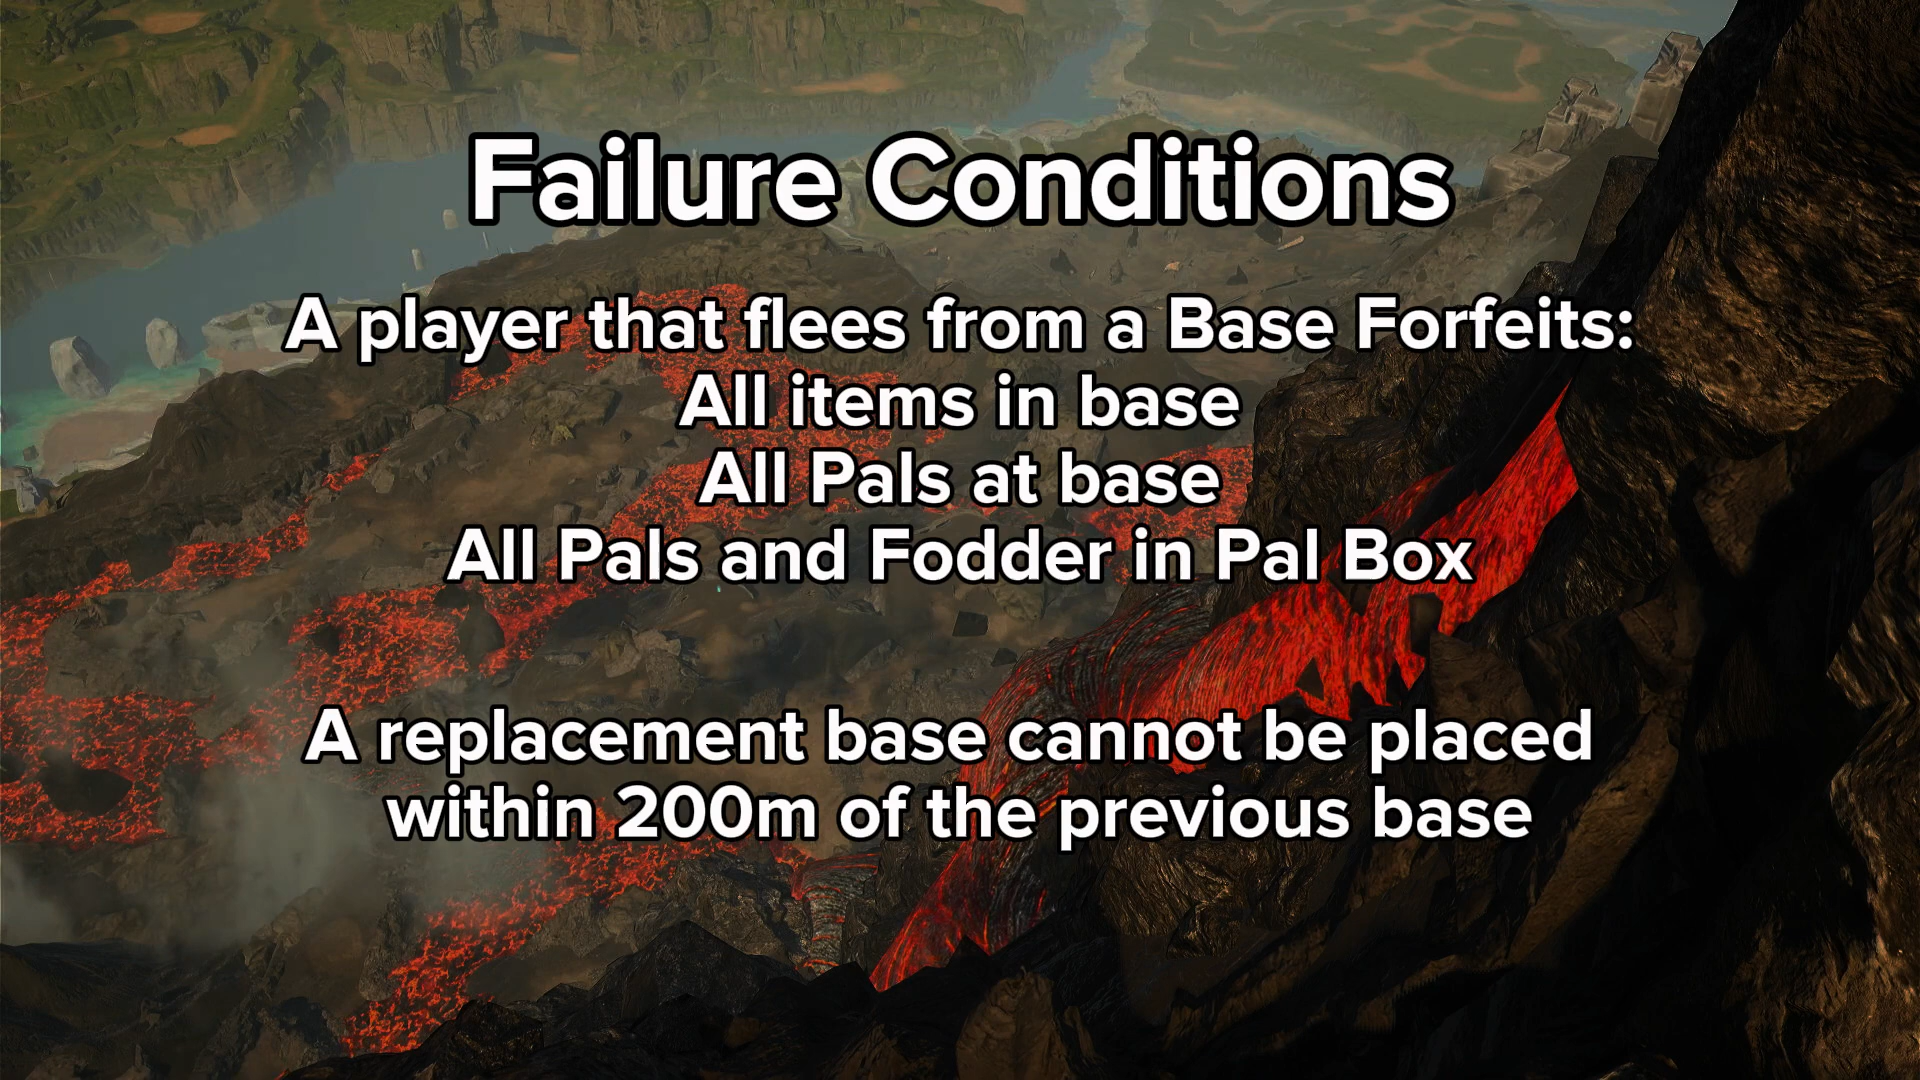 Failure Conditions
A player that flees from a Base Forfeits:
All items in base
All Pals at base
All Pals and Fodder in Pal Box
A replacement base cannot be placed
within 200m of the previous base